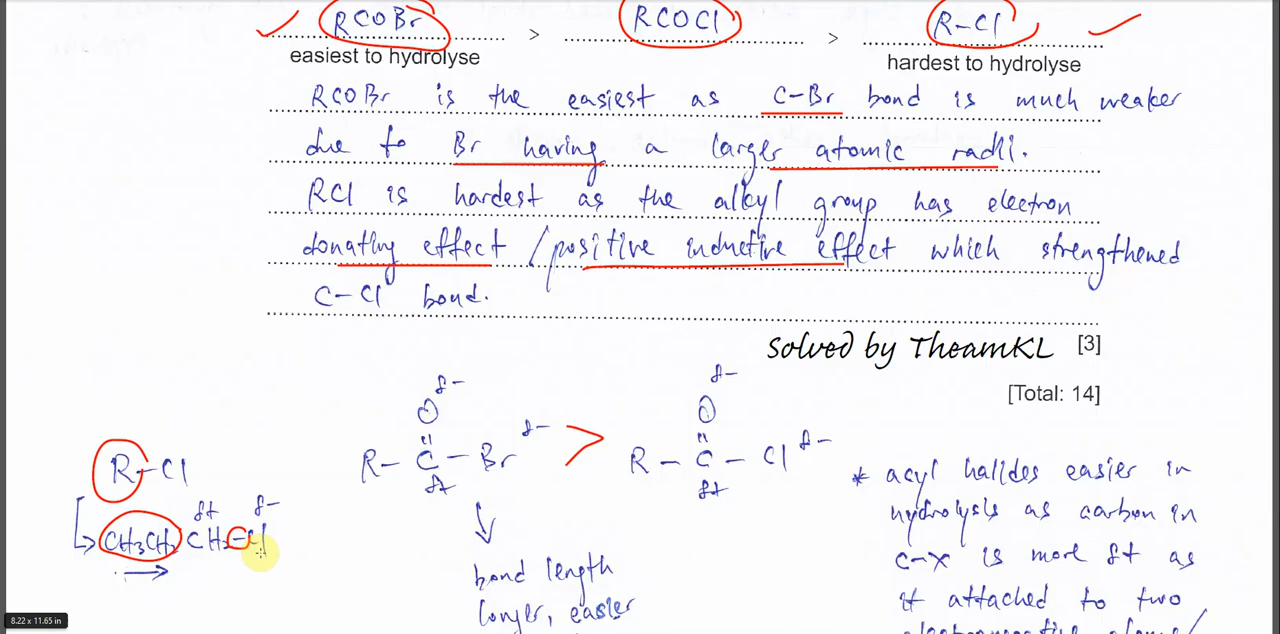 RCOBr > RCOCl > R-Cl
easiest to hydrolyse hardest to hydrolyse
RCOBr is the easiest as C-Br bond is much weaker
due to Br having a larger atomic radii.
RCl is hardest as the alkyl group has electron
donating effect / positive inductive effect which strengthened
C-Cl bond.
Solved by TheamKL [3]
[Total: 14]
R-Cl
CH3CH2CH2-Cl
δ+ δ-
δ-
O
R-C-Br δ-
δ+
>
δ-
O
R-C-Cl δ-
δ+
bond length
longer, easier
* acyl halides easier in
hydrolysis as carbon in
C-X is more δ+ as
it attached to two
8.22 x 11.65 in